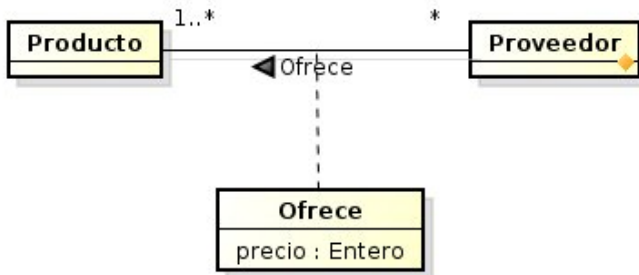 1..* *
Producto Proveedor
Ofrece
Ofrece
precio : Entero